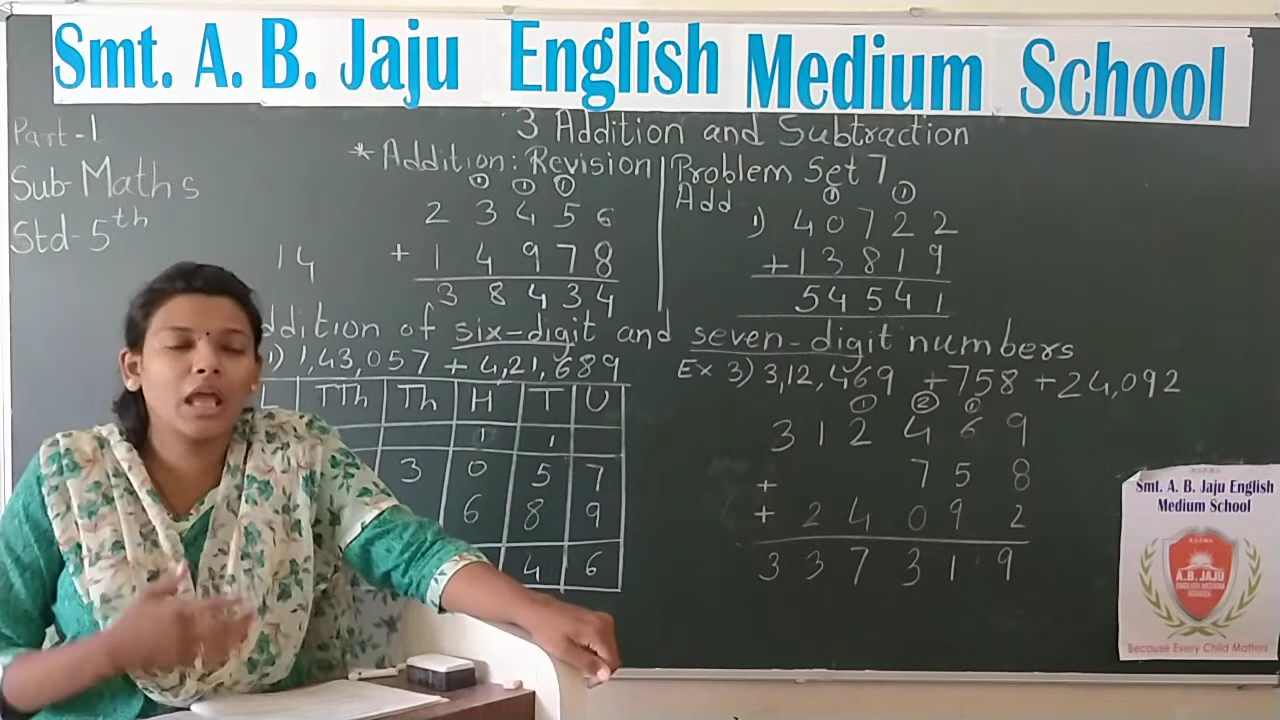 Smt. A. B. Jaju English Medium School
Part-1
Sub- Maths
Std- 5th
3 Addition and Subtraction
* Addition: Revision
1 1 1
2 3 4 5 6
+ 1 4 9 7 8
3 8 4 3 4
14
Problem Set 7
Add
1 1
1) 4 0 7 2 2
+ 1 3 8 1 9
5 4 5 4 1
ddition of six-digit and seven-digit numbers
1) 1,43,057 + 4,21,689
L TTh Th H T U
1 1
3 0 5 7
6 8 9
4 6
Ex 3) 3,12,469 + 758 + 24,092
1 2 1
3 1 2 4 6 9
+ 7 5 8
+ 2 4 0 9 2
3 3 7 3 1 9
Smt. A. B. Jaju English
Medium School
A.B. JAJU
ENGLISH MEDIUM
SCHOOL
Because Every Child Matters